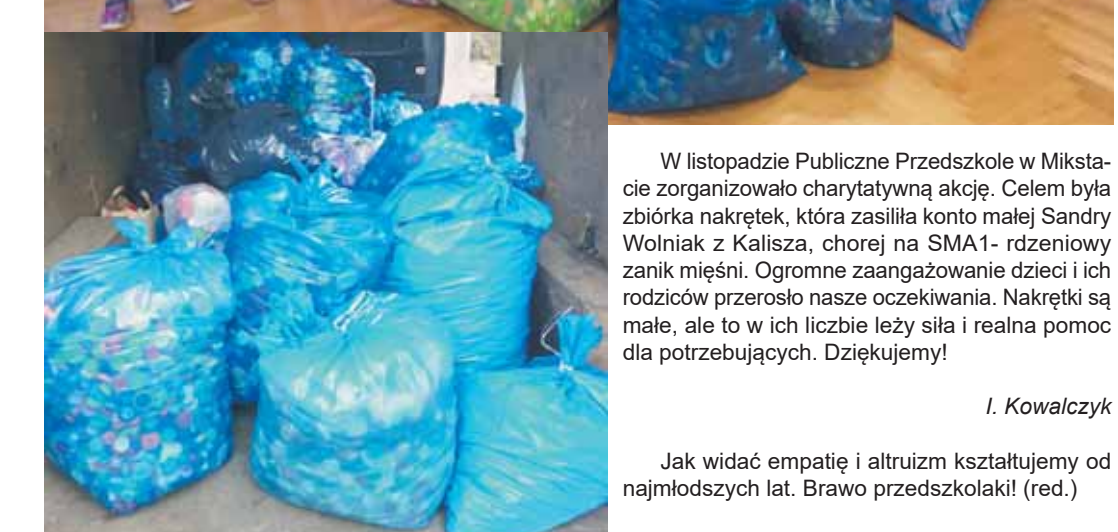 W listopadzie Publiczne Przedszkole w Miksta-
cie zorganizowało charytatywną akcję. Celem była
zbiórka nakrętek, która zasiliła konto małej Sandry
Wolniak z Kalisza, chorej na SMA1- rdzeniowy
zanik mięśni. Ogromne zaangażowanie dzieci i ich
rodziców przerosło nasze oczekiwania. Nakrętki są
małe, ale to w ich liczbie leży siła i realna pomoc
dla potrzebujących. Dziękujemy!
I. Kowalczyk
Jak widać empatię i altruizm kształtujemy od
najmłodszych lat. Brawo przedszkolaki! (red.)